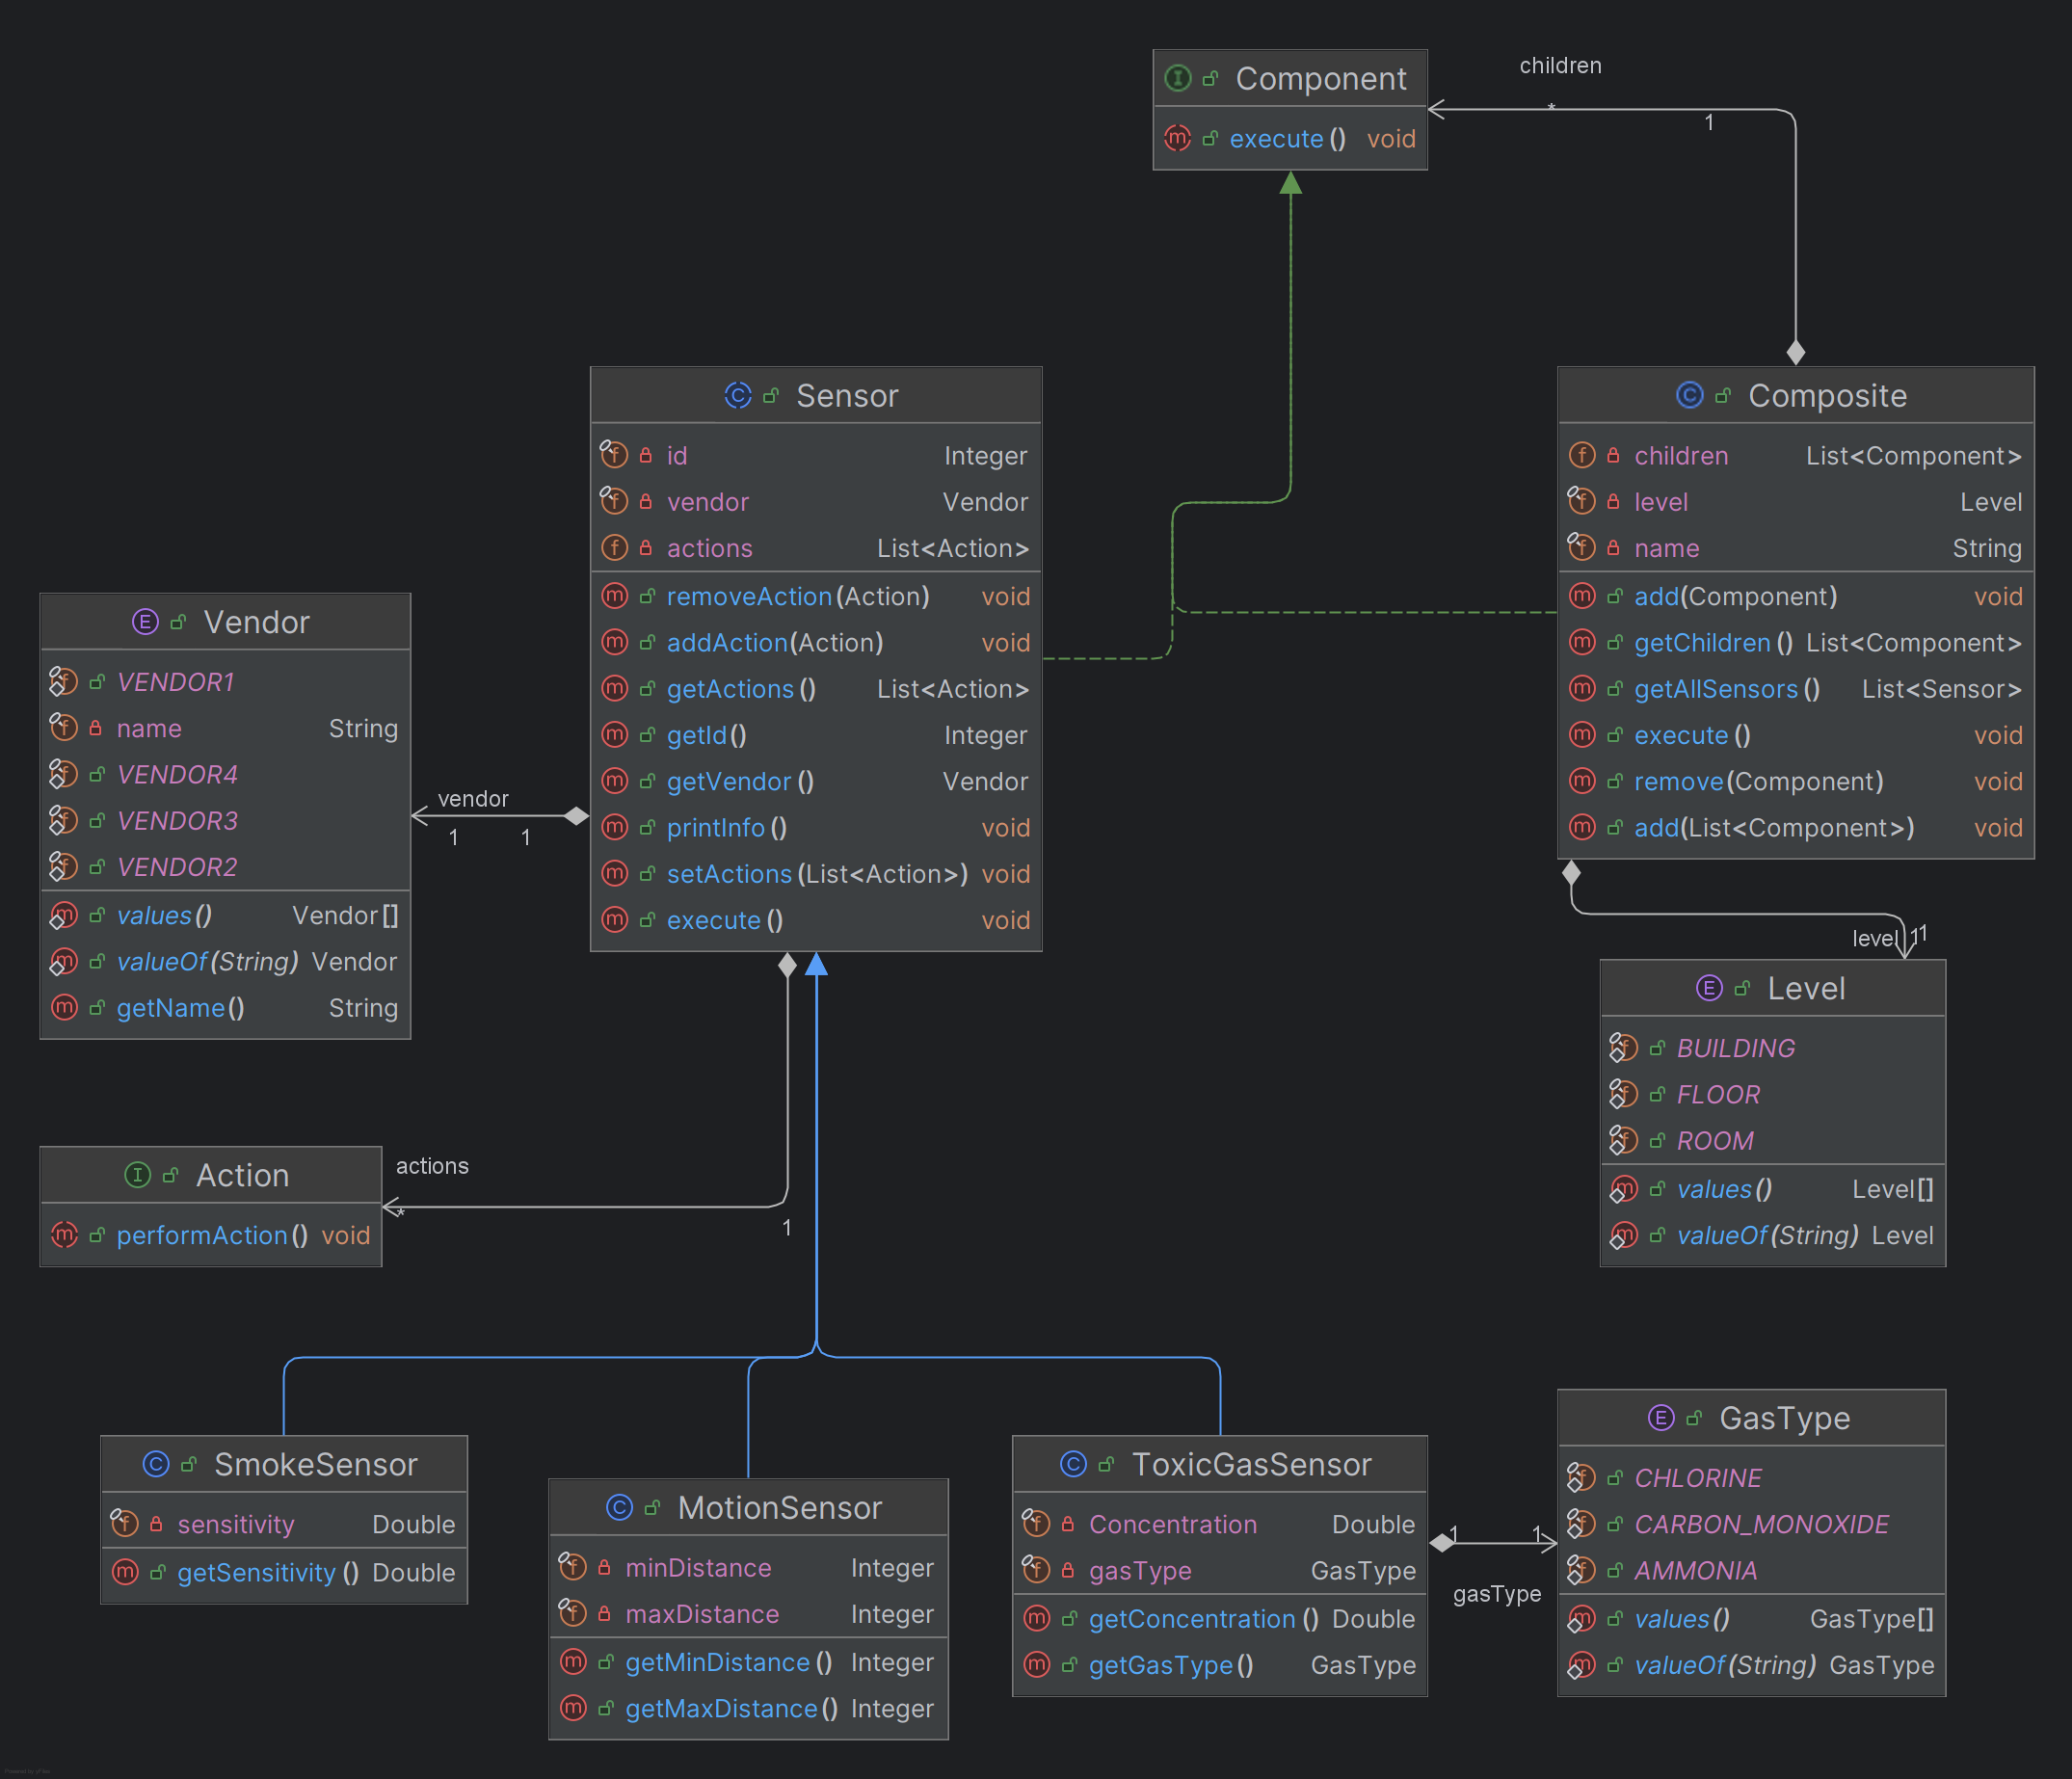 Component
execute() void
children
*
1
Sensor
id Integer
vendor Vendor
actions List<Action>
removeAction(Action) void
addAction(Action) void
getActions() List<Action>
getId() Integer
getVendor() Vendor
printInfo() void
setActions(List<Action>) void
execute() void
Composite
children List<Component>
level Level
name String
add(Component) void
getChildren() List<Component>
getAllSensors() List<Sensor>
execute() void
remove(Component) void
add(List<Component>) void
Vendor
VENDOR1
name String
VENDOR4
VENDOR3
VENDOR2
values() Vendor[]
valueOf(String) Vendor
getName() String
vendor
1 1
level 1 1
Level
BUILDING
FLOOR
ROOM
values() Level[]
valueOf(String) Level
Action
performAction() void
actions
*
1
SmokeSensor
sensitivity Double
getSensitivity() Double
MotionSensor
minDistance Integer
maxDistance Integer
getMinDistance() Integer
getMaxDistance() Integer
ToxicGasSensor
Concentration Double
gasType GasType
getConcentration() Double
getGasType() GasType
1 1
gasType
GasType
CHLORINE
CARBON_MONOXIDE
AMMONIA
values() GasType[]
valueOf(String) GasType
Powered by yFiles